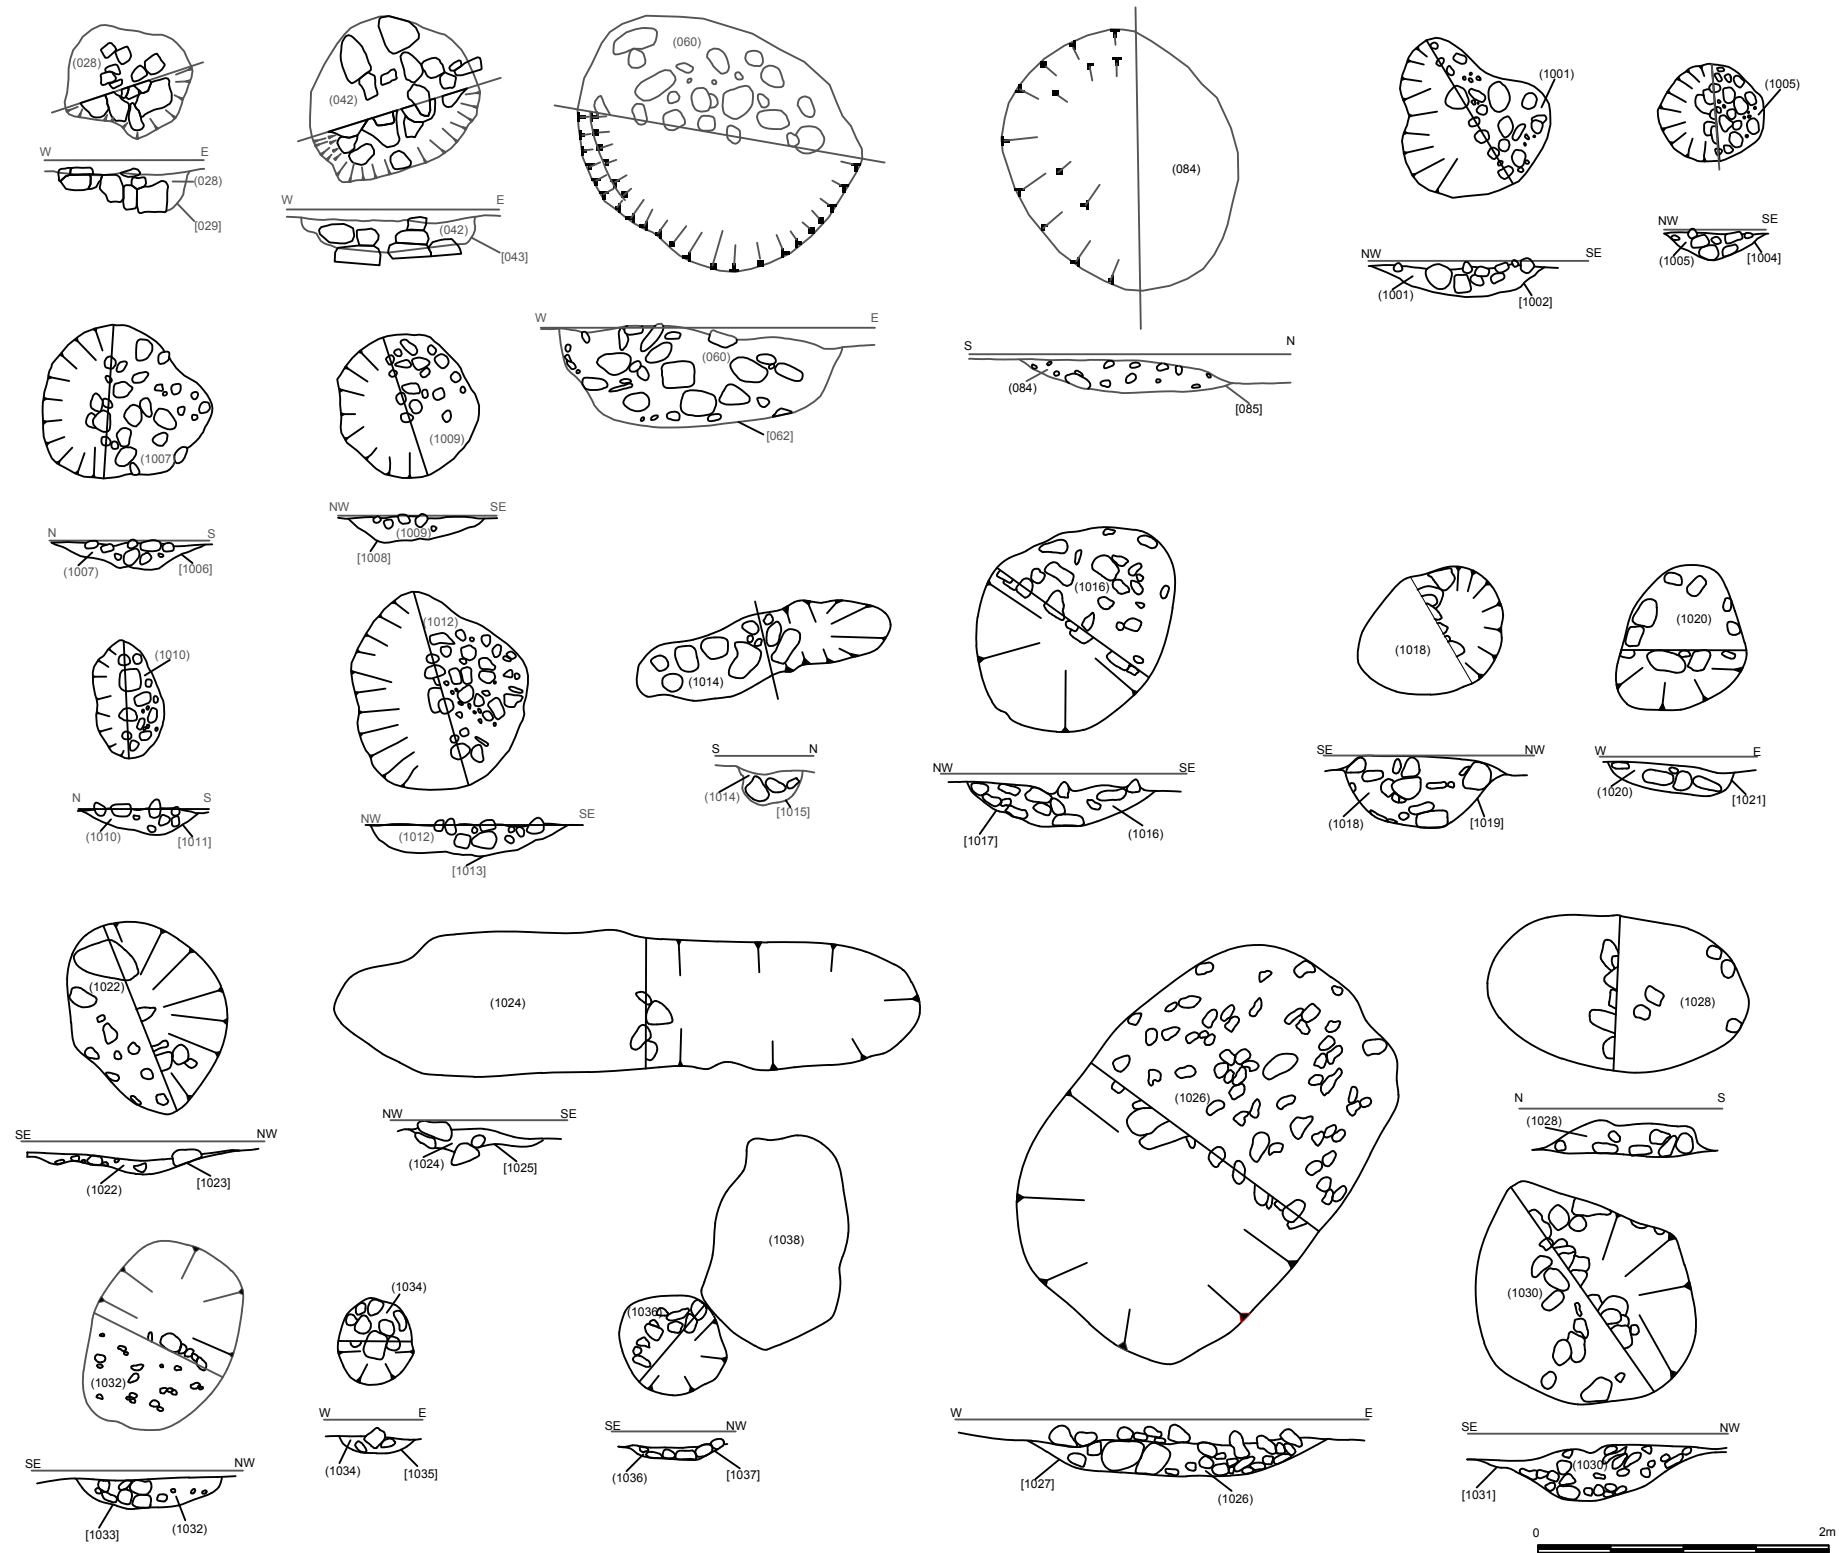 (028)
W E
(028)
[029]
(042)
W E
(042)
[043]
(060)
W E
(060)
[062]
(084)
S N
(084)
[085]
(1001)
NW SE
(1001)
[1002]
(1005)
NW SE
(1005)
[1004]
(1007)
N S
(1007)
[1006]
(1009)
NW SE
(1009)
[1008]
(1010)
N S
(1010)
[1011]
(1012)
NW SE
(1012)
[1013]
(1014)
S N
(1014)
[1015]
(1016)
NW SE
[1017]
(1016)
(1018)
SE NW
(1018)
[1019]
(1020)
W E
(1020)
[1021]
(1022)
SE NW
(1022)
[1023]
(1024)
NW SE
(1024)
[1025]
(1026)
W E
[1027]
(1026)
(1028)
N S
(1028)
(1030)
SE NW
(1030)
[1031]
(1032)
SE NW
[1033]
(1032)
(1034)
W E
(1034)
[1035]
(1038)
(1036)
SE NW
(1036)
[1037]
0 2m